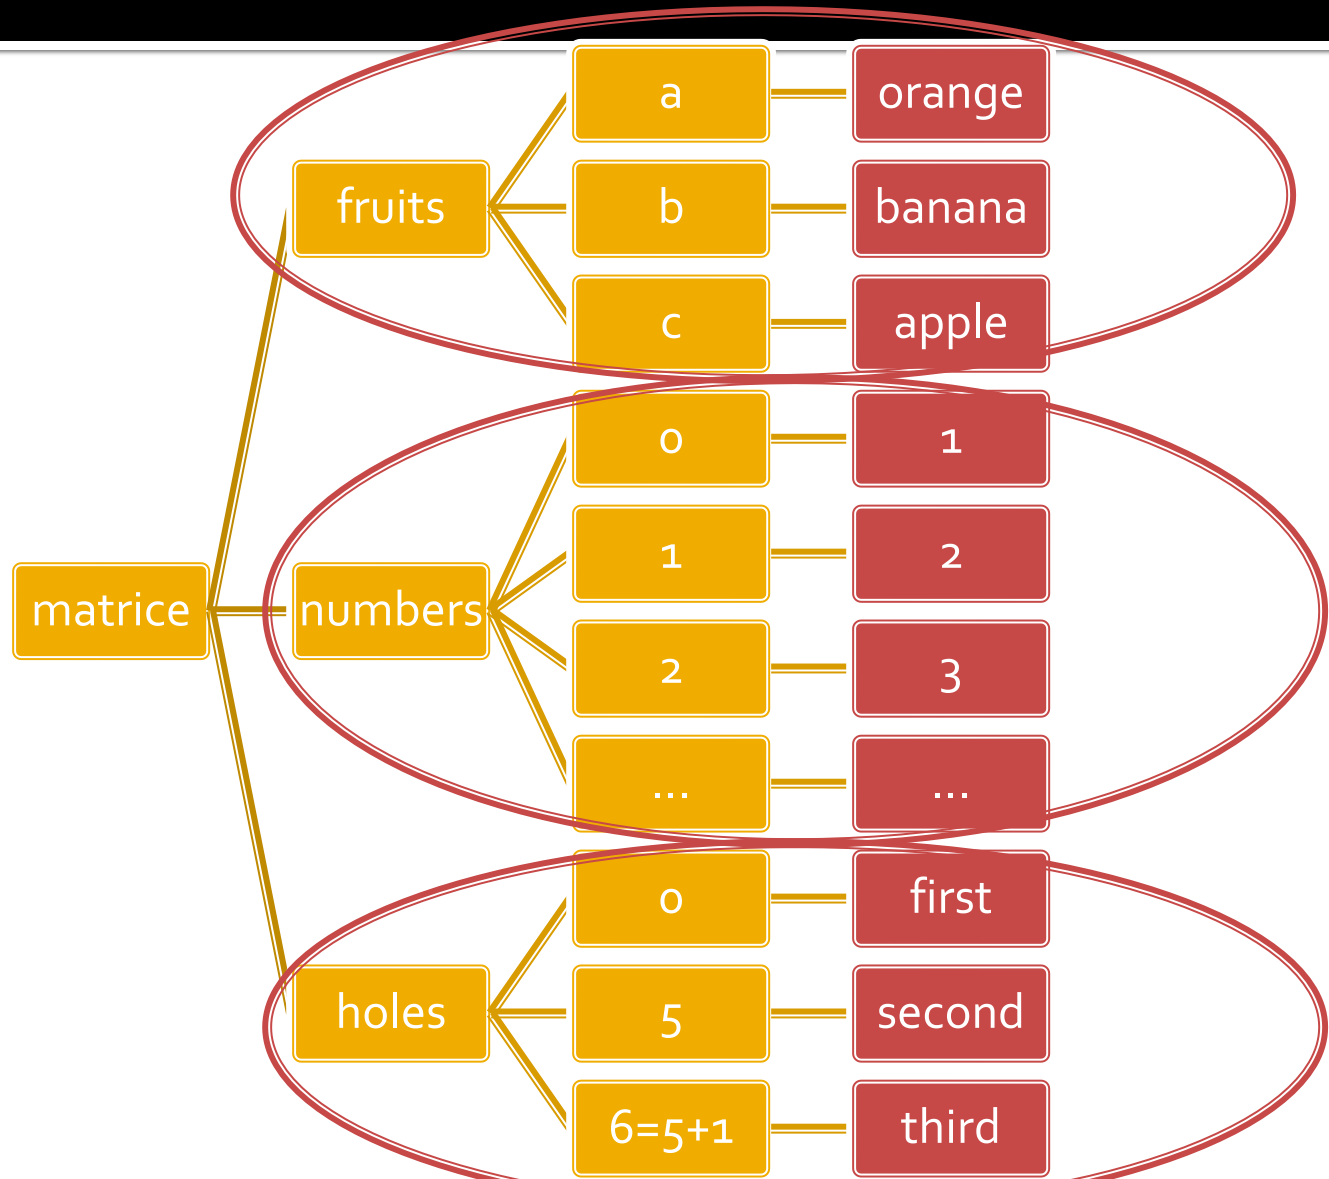 matrice
fruits
a
orange
b
banana
c
apple
numbers
0
1
1
2
2
3
...
...
holes
0
first
5
second
6=5+1
third